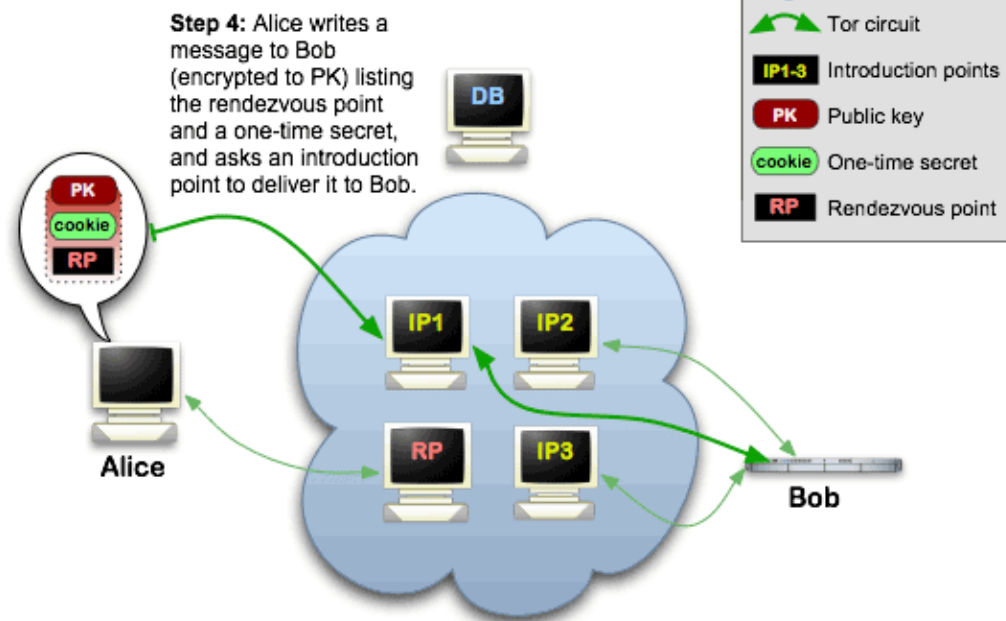 Step 4: Alice writes a
message to Bob
(encrypted to PK) listing
the rendezvous point
and a one-time secret,
and asks an introduction
point to deliver it to Bob.
DB
Tor circuit
IP1-3 Introduction points
PK Public key
cookie One-time secret
RP Rendezvous point
PK
cookie
RP
IP1
IP2
Alice
RP
IP3
Bob